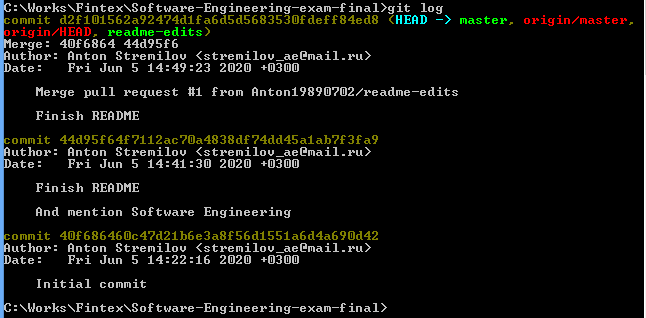 C:\Works\Fintex\Software-Engineering-exam-final>git log
commit d2f101562a92474d1fa6d5d5683530fdeff84ed8 (HEAD -> master, origin/master,
origin/HEAD, readme-edits)
Merge: 40f6864 44d95f6
Author: Anton Stremilov <stremilov_ae@mail.ru>
Date:   Fri Jun 5 14:49:23 2020 +0300
    Merge pull request #1 from Anton19890702/readme-edits
    Finish README
commit 44d95f64f7112ac70a4838df74dd45a1ab7f3fa9
Author: Anton Stremilov <stremilov_ae@mail.ru>
Date:   Fri Jun 5 14:41:30 2020 +0300
    Finish README
    And mention Software Engineering
commit 40f686460c47d21b6e3a8f56d1551a6d4a690d42
Author: Anton Stremilov <stremilov_ae@mail.ru>
Date:   Fri Jun 5 14:22:16 2020 +0300
    Initial commit
C:\Works\Fintex\Software-Engineering-exam-final>